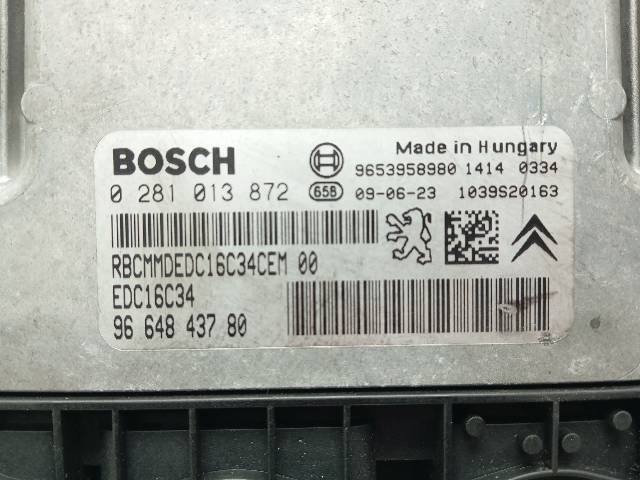 BOSCH
Made in Hungary
9653958980 1414 0334
0 281 013 872 65B 09-06-23 1039S20163
RBCMMDEDC16C34CEM 00
EDC16C34
96 648 437 80